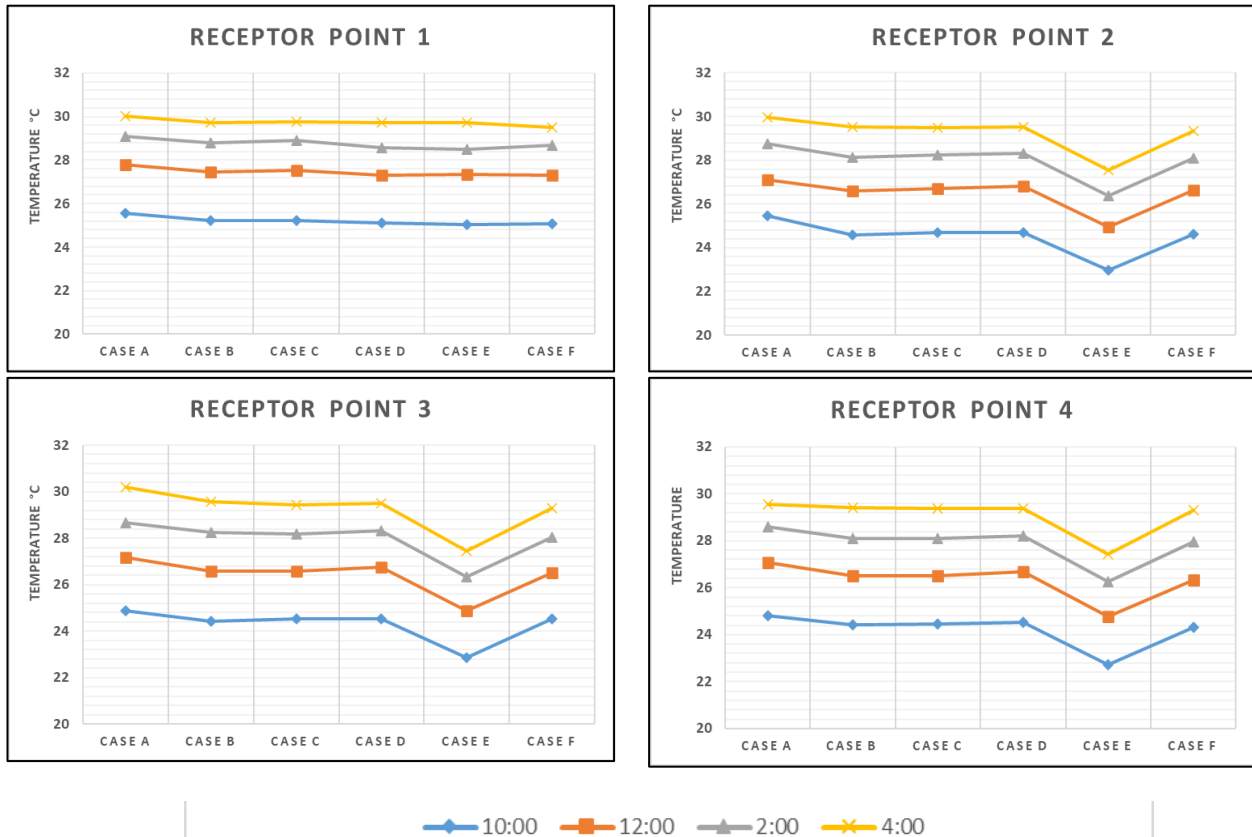 RECEPTOR POINT 1
TEMPERATURE °C
32
30
28
26
24
22
20
CASE A CASE B CASE C CASE D CASE E CASE F
RECEPTOR POINT 2
TEMPERATURE °C
32
30
28
26
24
22
20
CASE A CASE B CASE C CASE D CASE E CASE F
RECEPTOR POINT 3
TEMPERATURE °C
32
30
28
26
24
22
20
CASE A CASE B CASE C CASE D CASE E CASE F
RECEPTOR POINT 4
TEMPERATURE
32
30
28
26
24
22
20
CASE A CASE B CASE C CASE D CASE E CASE F
10:00 12:00 2:00 4:00